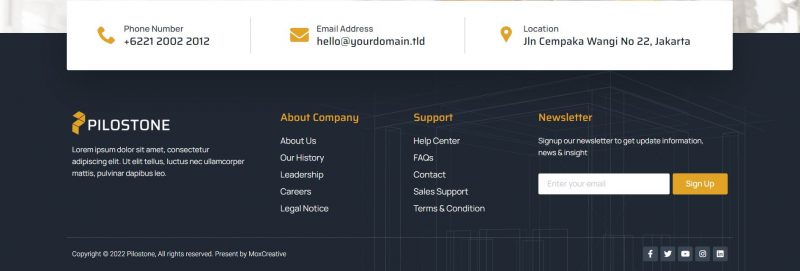 Phone Number
+6221 2002 2012
Email Address
hello@yourdomain.tld
Location
Jln Cempaka Wangi No 22, Jakarta
PILOSTONE
Lorem ipsum dolor sit amet, consectetur
adipiscing elit. Ut elit tellus, luctus nec ullamcorper
mattis, pulvinar dapibus leo.
About Company
About Us
Our History
Leadership
Careers
Legal Notice
Support
Help Center
FAQs
Contact
Sales Support
Terms & Condition
Newsletter
Signup our newsletter to get update information,
news & insight
Enter your email
Sign Up
Copyright © 2022 Pilostone, All rights reserved. Present by MoxCreative